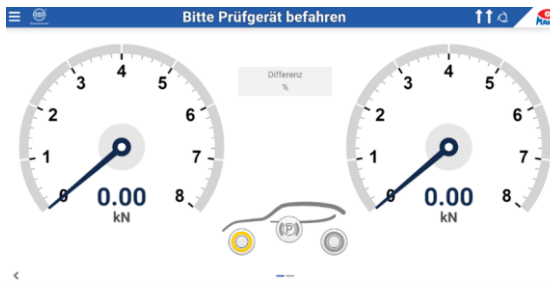 Bitte Prüfgerät befahren
Differenz
%
0 1 2 3 4 5 6 7 8
0.00
kN
0 1 2 3 4 5 6 7 8
0.00
kN
(P)